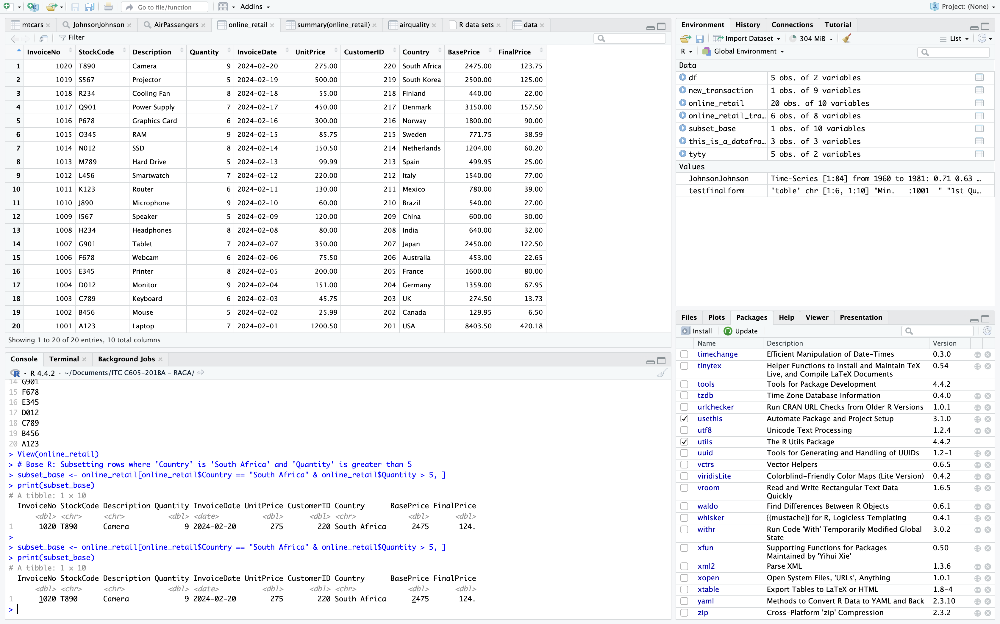 Go to file/function Addins Project: (None)
mtcars JohnsonJohnson AirPassengers online_retail summary(online_retail) airquality R data sets data
Filter
InvoiceNo StockCode Description Quantity InvoiceDate UnitPrice CustomerID Country BasePrice FinalPrice
1 1020 T890 Camera 9 2024-02-20 275.00 220 South Africa 2475.00 123.75
2 1019 S567 Projector 5 2024-02-19 500.00 219 South Korea 2500.00 125.00
3 1018 R234 Cooling Fan 8 2024-02-18 55.00 218 Finland 440.00 22.00
4 1017 Q901 Power Supply 7 2024-02-17 450.00 217 Denmark 3150.00 157.50
5 1016 P678 Graphics Card 6 2024-02-16 300.00 216 Norway 1800.00 90.00
6 1015 O345 RAM 9 2024-02-15 85.75 215 Sweden 771.75 38.59
7 1014 N012 SSD 8 2024-02-14 150.50 214 Netherlands 1204.00 60.20
8 1013 M789 Hard Drive 5 2024-02-13 99.99 213 Spain 499.95 25.00
9 1012 L456 Smartwatch 7 2024-02-12 220.00 212 Italy 1540.00 77.00
10 1011 K123 Router 6 2024-02-11 130.00 211 Mexico 780.00 39.00
11 1010 J890 Microphone 9 2024-02-10 60.00 210 Brazil 540.00 27.00
12 1009 I567 Speaker 5 2024-02-09 120.00 209 China 600.00 30.00
13 1008 H234 Headphones 8 2024-02-08 80.00 208 India 640.00 32.00
14 1007 G901 Tablet 7 2024-02-07 350.00 207 Japan 2450.00 122.50
15 1006 F678 Webcam 6 2024-02-06 75.50 206 Australia 453.00 22.65
16 1005 E345 Printer 8 2024-02-05 200.00 205 France 1600.00 80.00
17 1004 D012 Monitor 9 2024-02-04 151.00 204 Germany 1359.00 67.95
18 1003 C789 Keyboard 6 2024-02-03 45.75 203 UK 274.50 13.73
19 1002 B456 Mouse 5 2024-02-02 25.99 202 Canada 129.95 6.50
20 1001 A123 Laptop 7 2024-02-01 1200.50 201 USA 8403.50 420.18
Showing 1 to 20 of 20 entries, 10 total columns
Console Terminal Background Jobs
R 4.4.2 · ~/Documents/ITC C605-201BA - RAGA/
14 G901
15 F678
16 E345
17 D012
18 C789
19 B456
20 A123
> View(online_retail)
> # Base R: Subsetting rows where 'Country' is 'South Africa' and 'Quantity' is greater than 5
> subset_base <- online_retail[online_retail$Country == "South Africa" & online_retail$Quantity > 5, ]
> print(subset_base)
# A tibble: 1 × 10
InvoiceNo StockCode Description Quantity InvoiceDate UnitPrice CustomerID Country BasePrice FinalPrice
<dbl> <chr> <chr> <dbl> <date> <dbl> <dbl> <chr> <dbl> <dbl>
1 1020 T890 Camera 9 2024-02-20 275 220 South Africa 2475 124.
>
> subset_base <- online_retail[online_retail$Country == "South Africa" & online_retail$Quantity > 5, ]
> print(subset_base)
# A tibble: 1 × 10
InvoiceNo StockCode Description Quantity InvoiceDate UnitPrice CustomerID Country BasePrice FinalPrice
<dbl> <chr> <chr> <dbl> <date> <dbl> <dbl> <chr> <dbl> <dbl>
1 1020 T890 Camera 9 2024-02-20 275 220 South Africa 2475 124.
>
Environment History Connections Tutorial
Import Dataset 304 MiB List
R Global Environment
Data
df 5 obs. of 2 variables
new_transaction 1 obs. of 9 variables
online_retail 20 obs. of 10 variables
online_retail_tra… 6 obs. of 8 variables
subset_base 1 obs. of 10 variables
this_is_a_datafra… 3 obs. of 3 variables
tyty 5 obs. of 2 variables
Values
JohnsonJohnson Time-Series [1:84] from 1960 to 1981: 0.71 0.63 …
testfinalform 'table' chr [1:6, 1:10] "Min. :1001 " "1st Qu…
Files Plots Packages Help Viewer Presentation
Install Update
Name Description Version
timechange Efficient Manipulation of Date-Times 0.3.0
tinytex Helper Functions to Install and Maintain TeX 0.54
Live, and Compile LaTeX Documents
tools Tools for Package Development 4.4.2
tzdb Time Zone Database Information 0.4.0
urlchecker Run CRAN URL Checks from Older R Versions 1.0.1
usethis Automate Package and Project Setup 3.1.0
utf8 Unicode Text Processing 1.2.4
utils The R Utils Package 4.4.2
uuid Tools for Generating and Handling of UUIDs 1.2-1
vctrs Vector Helpers 0.6.5
viridisLite Colorblind-Friendly Color Maps (Lite Version) 0.4.2
vroom Read and Write Rectangular Text Data 1.6.5
Quickly
waldo Find Differences Between R Objects 0.6.1
whisker {{mustache}} for R, Logicless Templating 0.4.1
withr Run Code 'With' Temporarily Modified Global 3.0.2
State
xfun Supporting Functions for Packages 0.50
Maintained by 'Yihui Xie'
xml2 Parse XML 1.3.6
xopen Open System Files, 'URLs', Anything 1.0.1
xtable Export Tables to LaTeX or HTML 1.8-4
yaml Methods to Convert R Data to YAML and Back 2.3.10
zip Cross-Platform 'zip' Compression 2.3.2